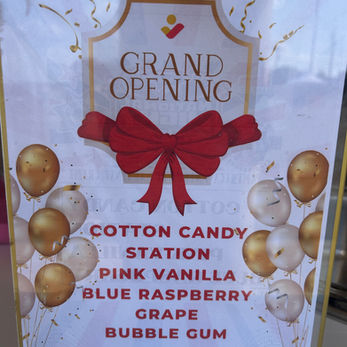 GRAND
OPENING
COTTON CANDY
STATION
PINK VANILLA
BLUE RASPBERRY
GRAPE
BUBBLE GUM